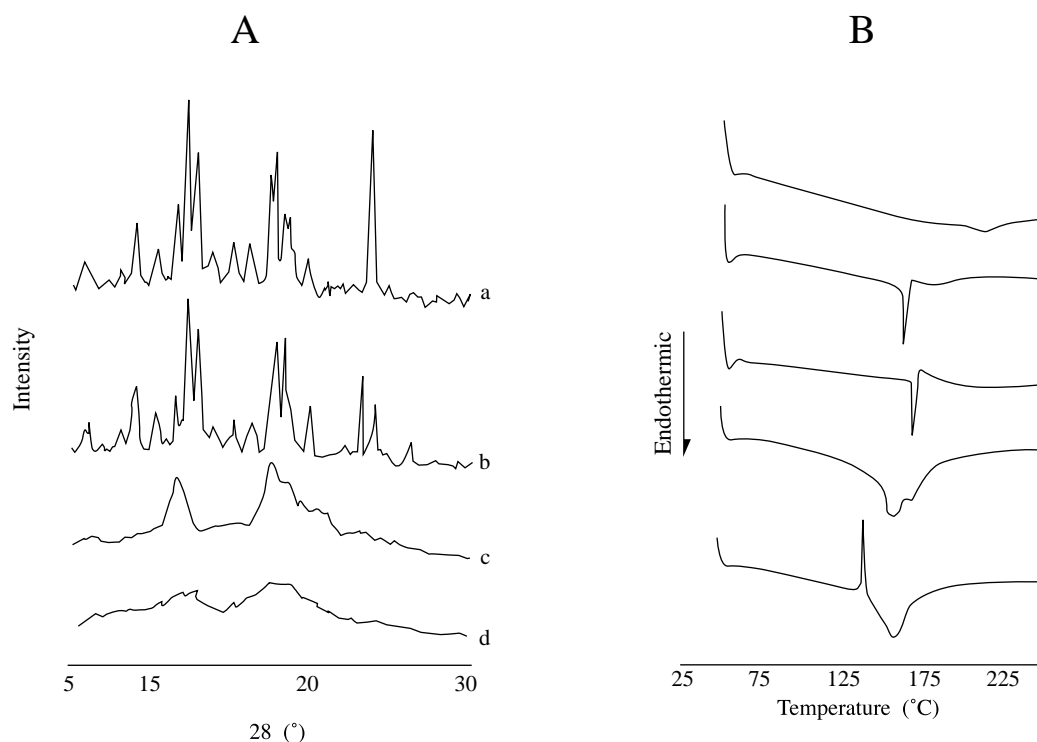 A
B
Intensity
a
b
c
d
5 15 20 30
28 (°)
Endothermic
25 75 125 175 225
Temperature (°C)